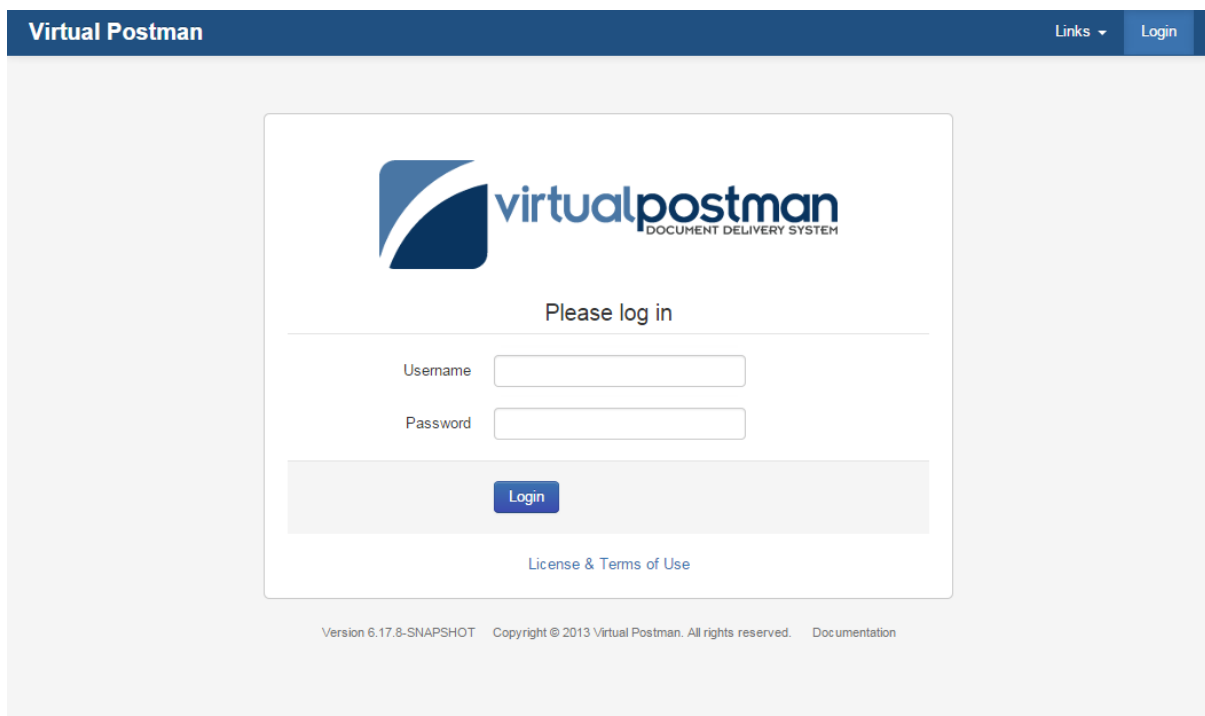 Virtual Postman Links Login
virtualpostman
DOCUMENT DELIVERY SYSTEM
Please log in
Username
Password
Login
License & Terms of Use
Version 6.17.8-SNAPSHOT Copyright © 2013 Virtual Postman. All rights reserved. Documentation